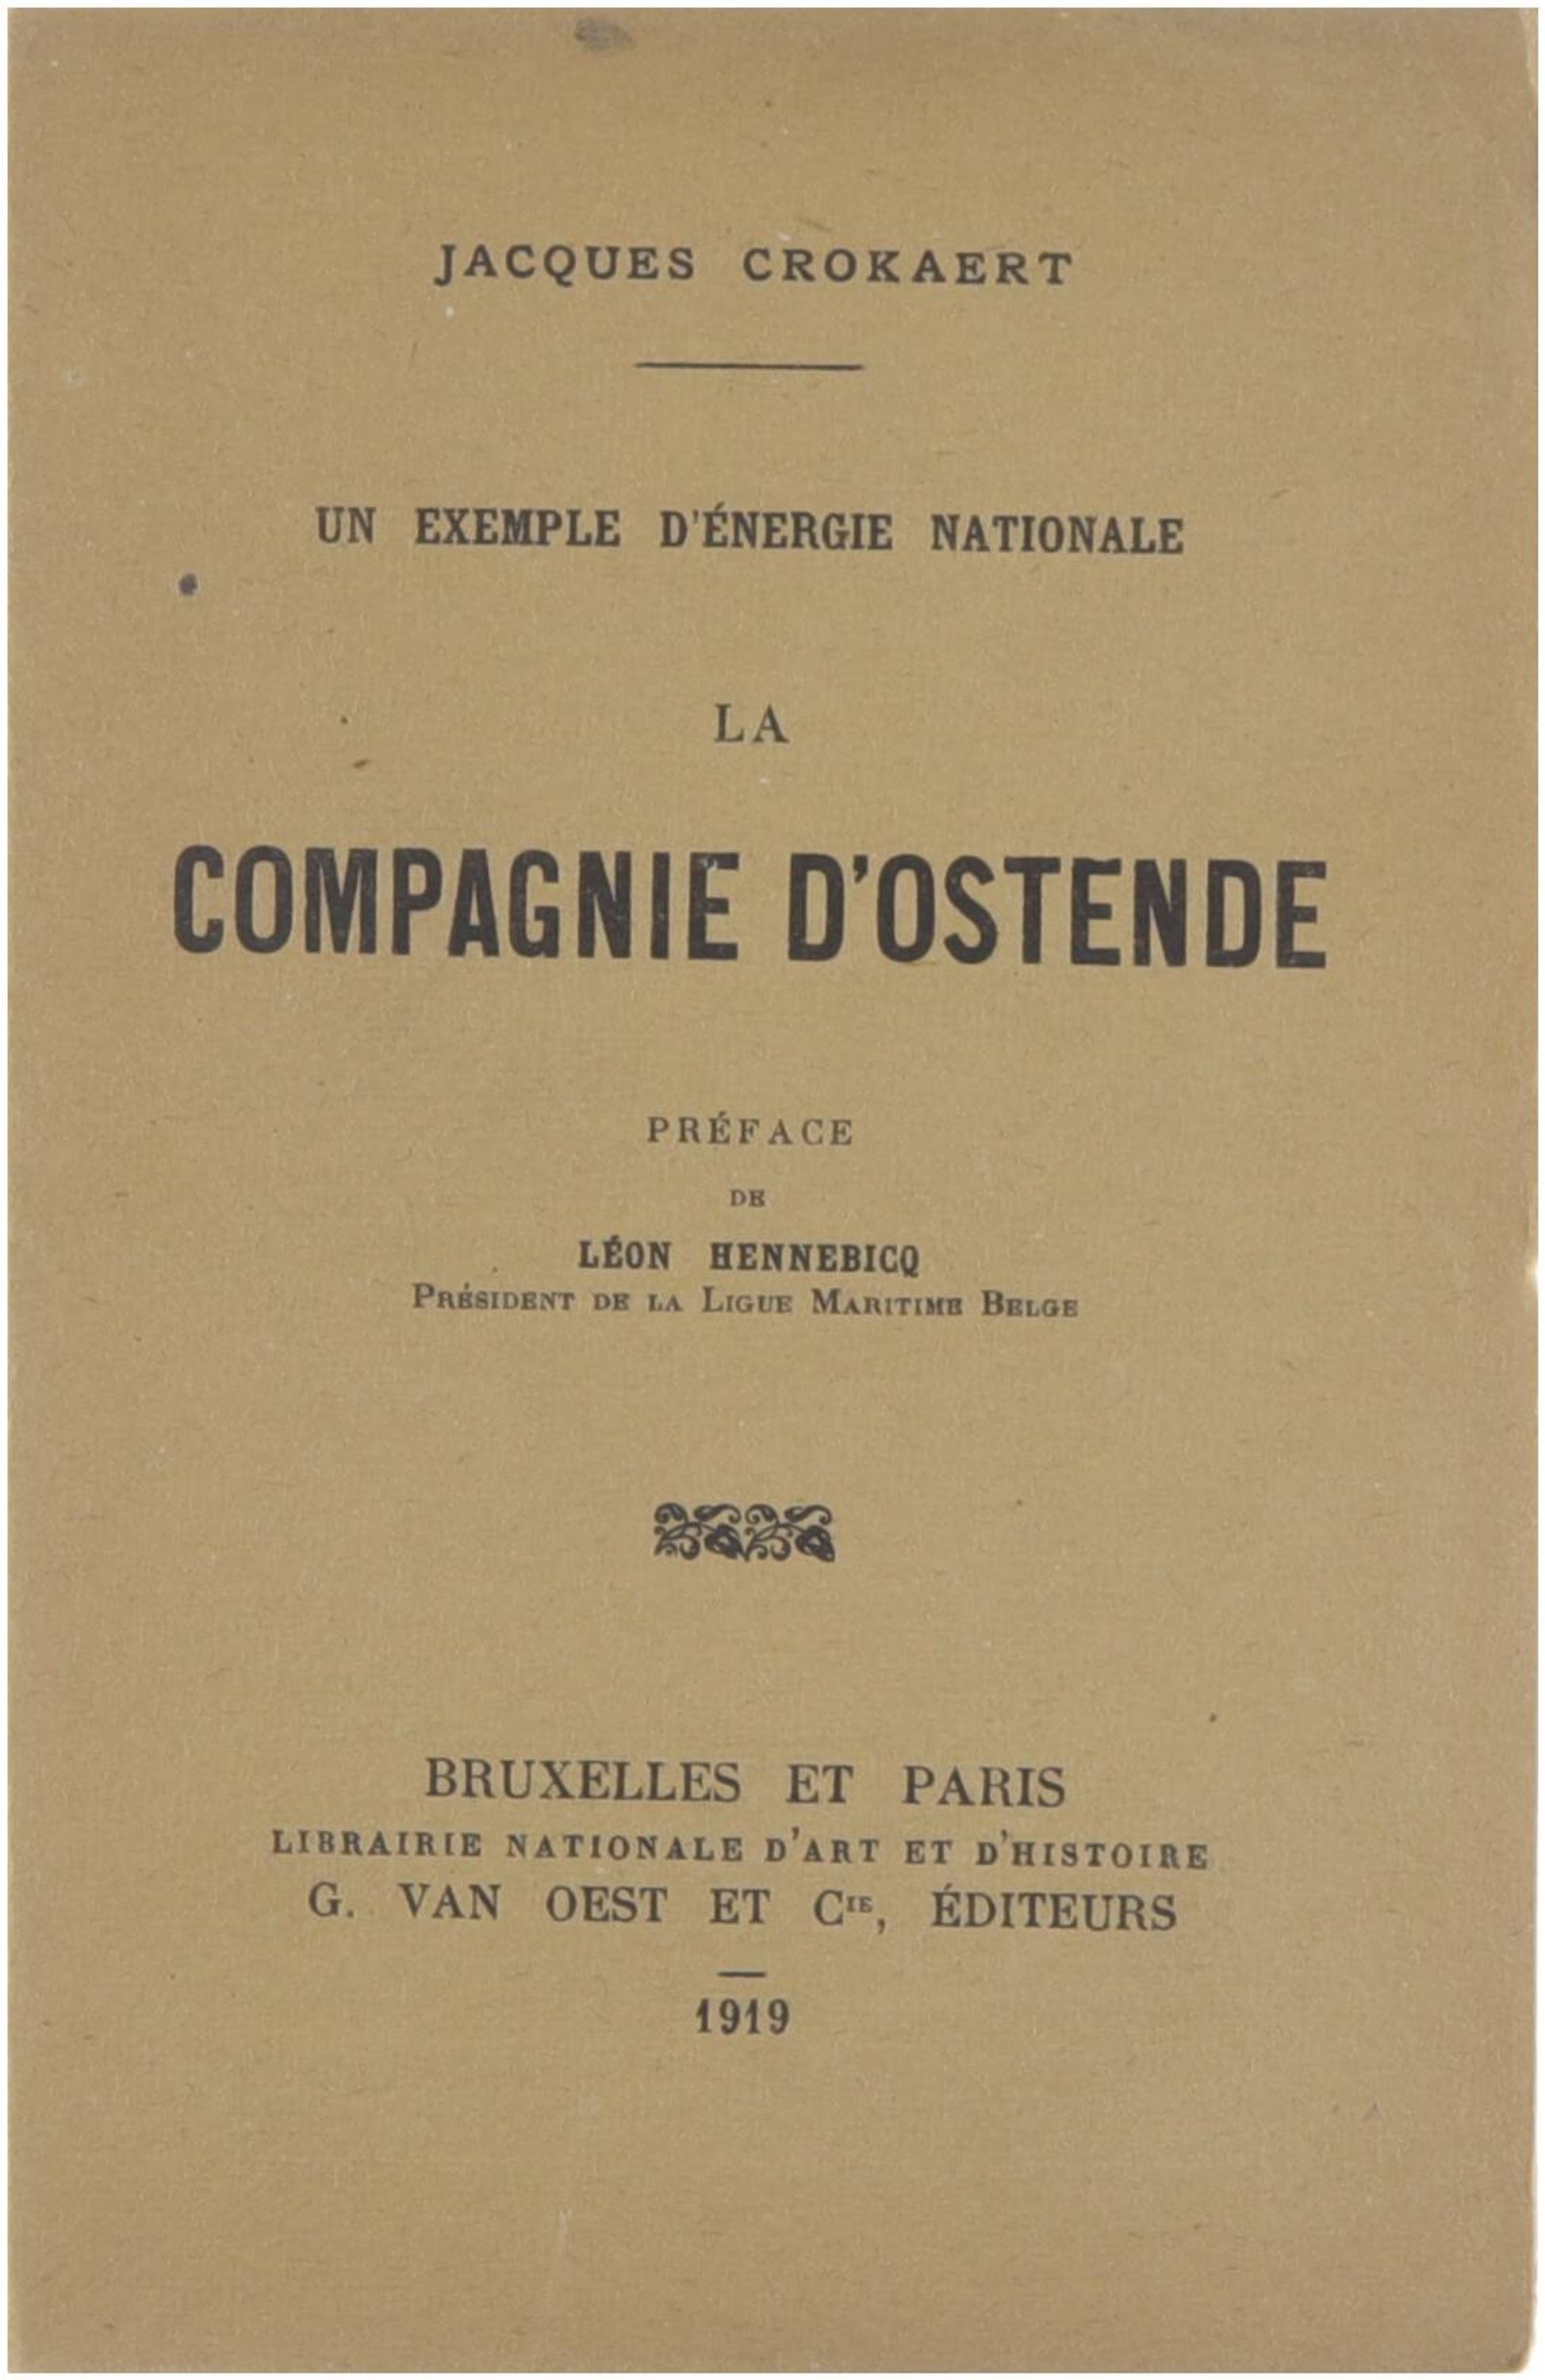 JACQUES CROKAERT
UN EXEMPLE D'ÉNERGIE NATIONALE
LA
COMPAGNIE D'OSTENDE
PRÉFACE
DE
LÉON HENNEBICQ
PRÉSIDENT DE LA LIGUE MARITIME BELGE
BRUXELLES ET PARIS
LIBRAIRIE NATIONALE D'ART ET D'HISTOIRE
G. VAN OEST ET CIE, ÉDITEURS
1919